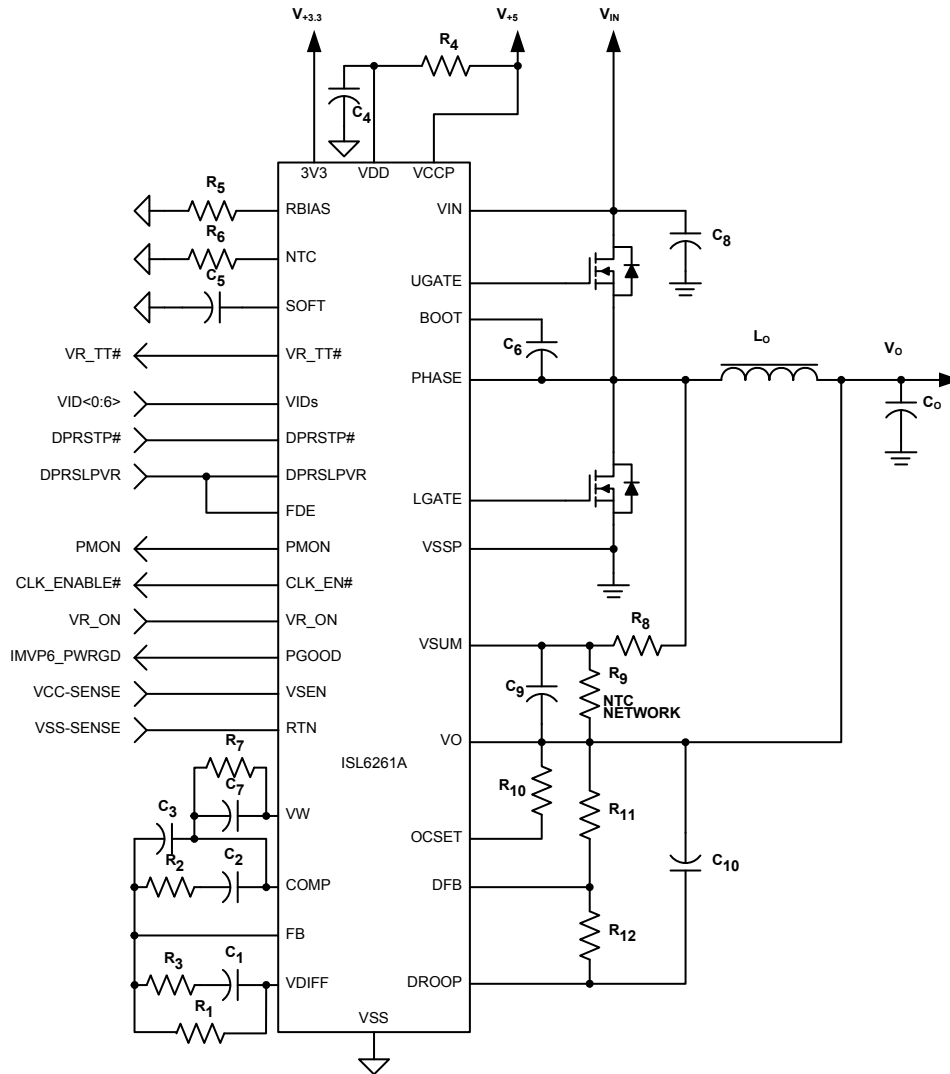 V+3.3
V+5
VIN
R4
C4
3V3
VDD
VCCP
R5
RBIAS
VIN
C8
R6
NTC
C5
UGATE
SOFT
BOOT
C6
LO
VO
VR_TT#
VR_TT#
PHASE
CO
VID<0:6>
VIDs
DPRSTP#
DPRSTP#
DPRSLPVR
DPRSLPVR
LGATE
FDE
PMON
PMON
VSSP
CLK_ENABLE#
CLK_EN#
VR_ON
VR_ON
R8
IMVP6_PWRGD
PGOOD
VSUM
R9
NTC
NETWORK
C9
VCC-SENSE
VSEN
VSS-SENSE
RTN
VO
R7
ISL6261A
R10
R11
C7
VW
C3
OCSET
C10
R2
C2
COMP
DFB
FB
R12
R3
C1
VDIFF
DROOP
R1
VSS